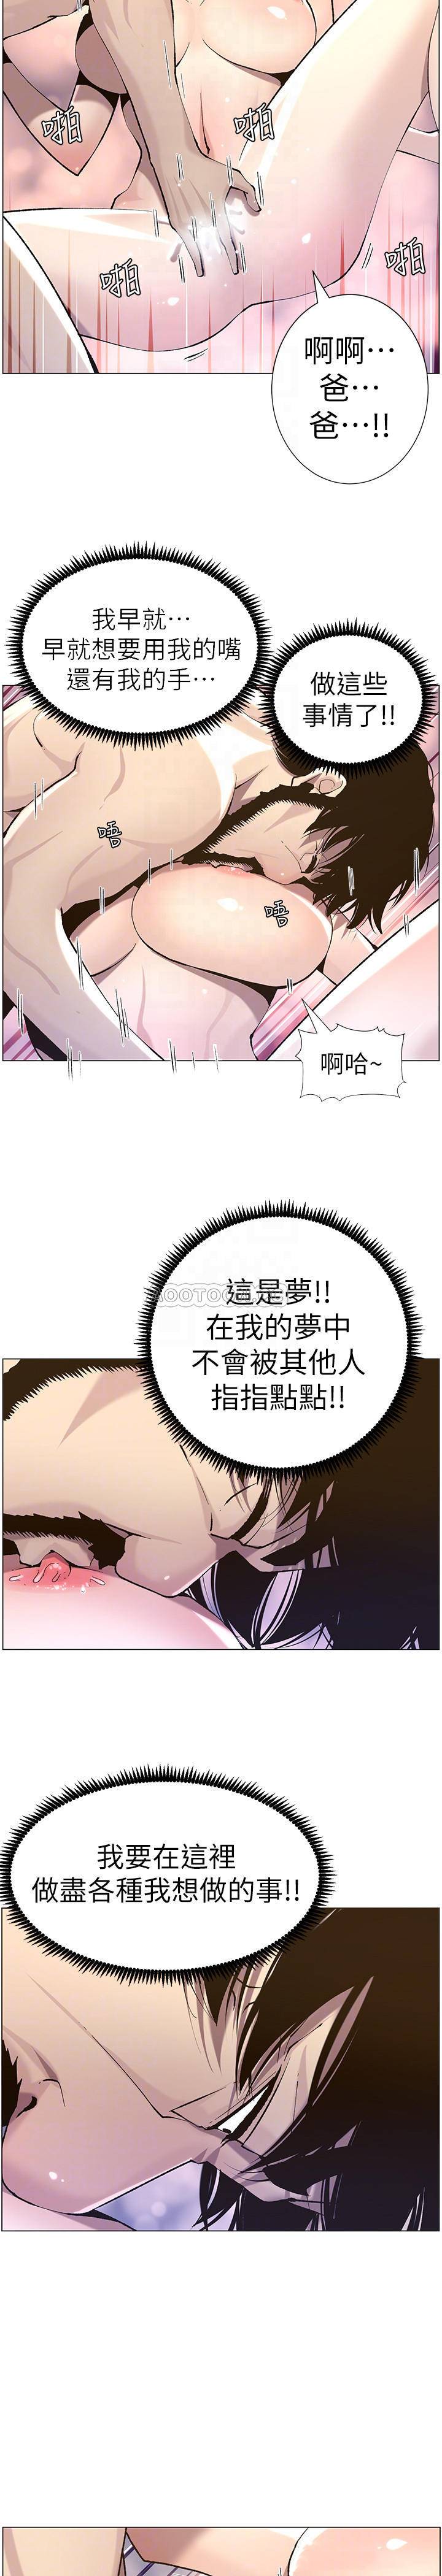 啪
啪
啪
啪
啊啊⋯
爸⋯
爸⋯!!
我早就⋯
早就想要用我的嘴
還有我的手⋯
做這些
事情了!!
唔
唔
啊哈~
這是夢!!
在我的夢中
不會被其他人
指指點點!!
我要在這裡
做盡各種我想做的事!!